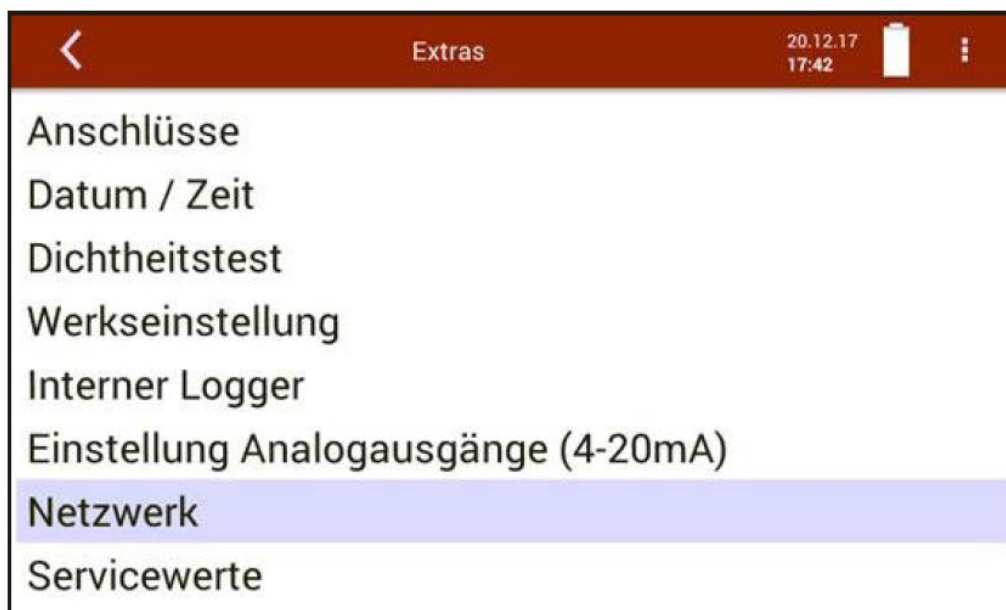 Extras
20.12.17
17:42
Anschlüsse
Datum / Zeit
Dichtheitstest
Werkseinstellung
Interner Logger
Einstellung Analogausgänge (4-20mA)
Netzwerk
Servicewerte